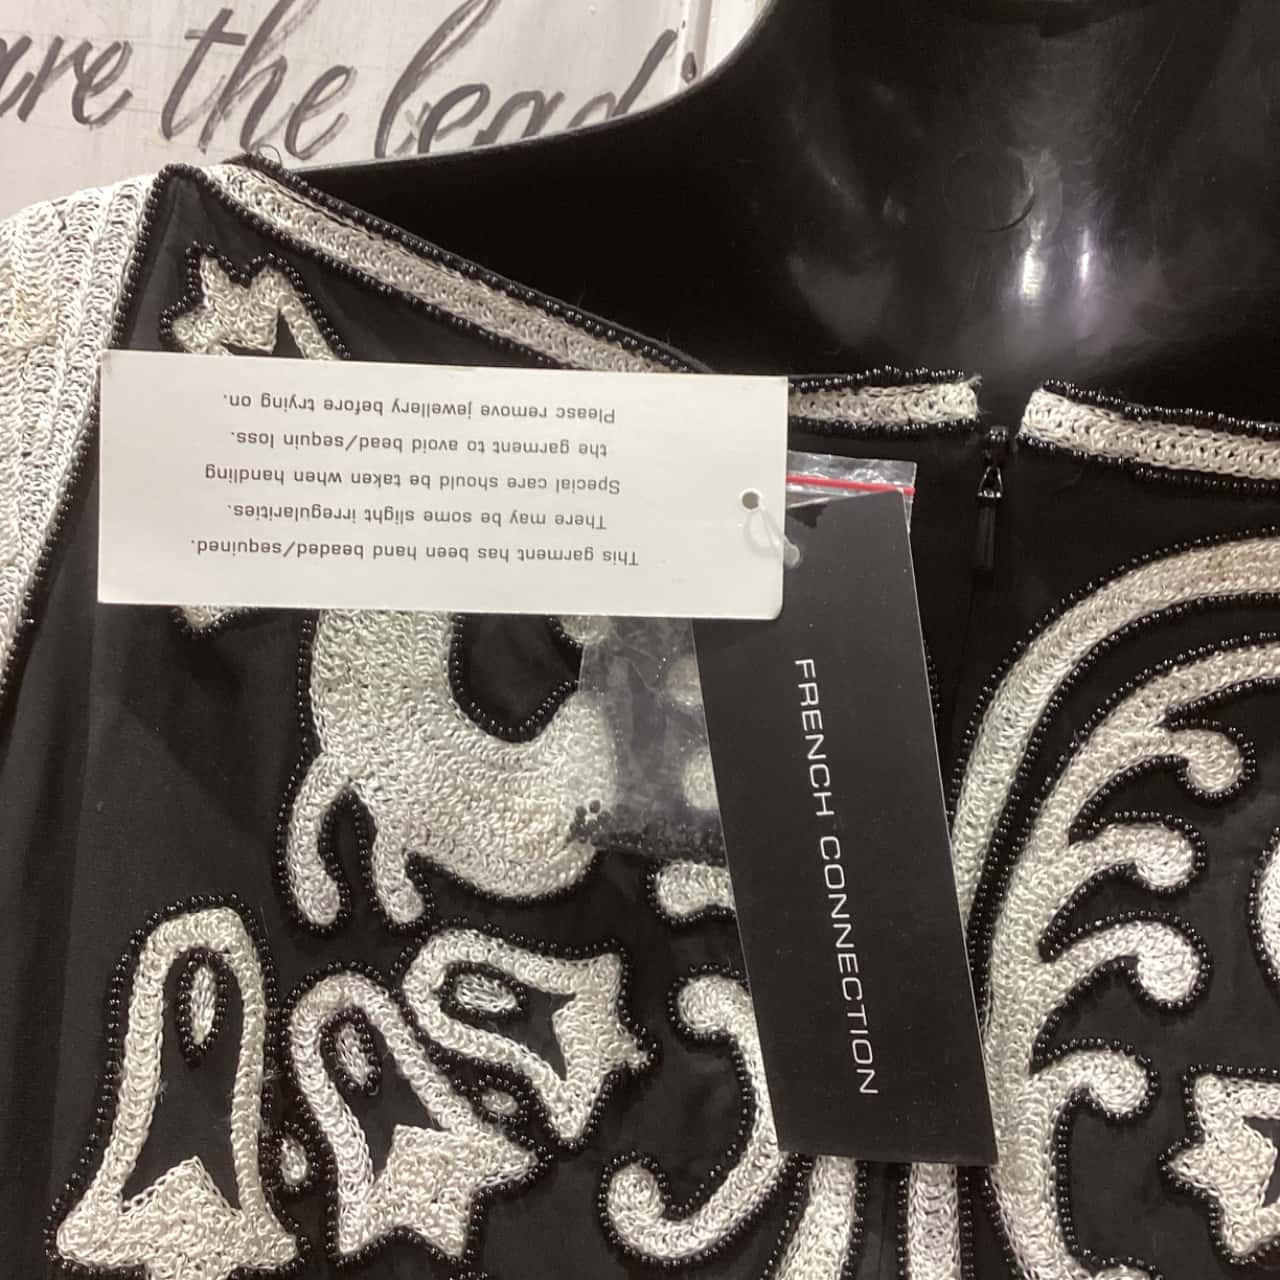 are the lead
This garment has been hand beaded/sequined.
There may be some slight irregularities.
Special care should be taken when handling
the garment to avoid bead/sequin loss.
Please remove jewellery before trying on.
FRENCH CONNECTION